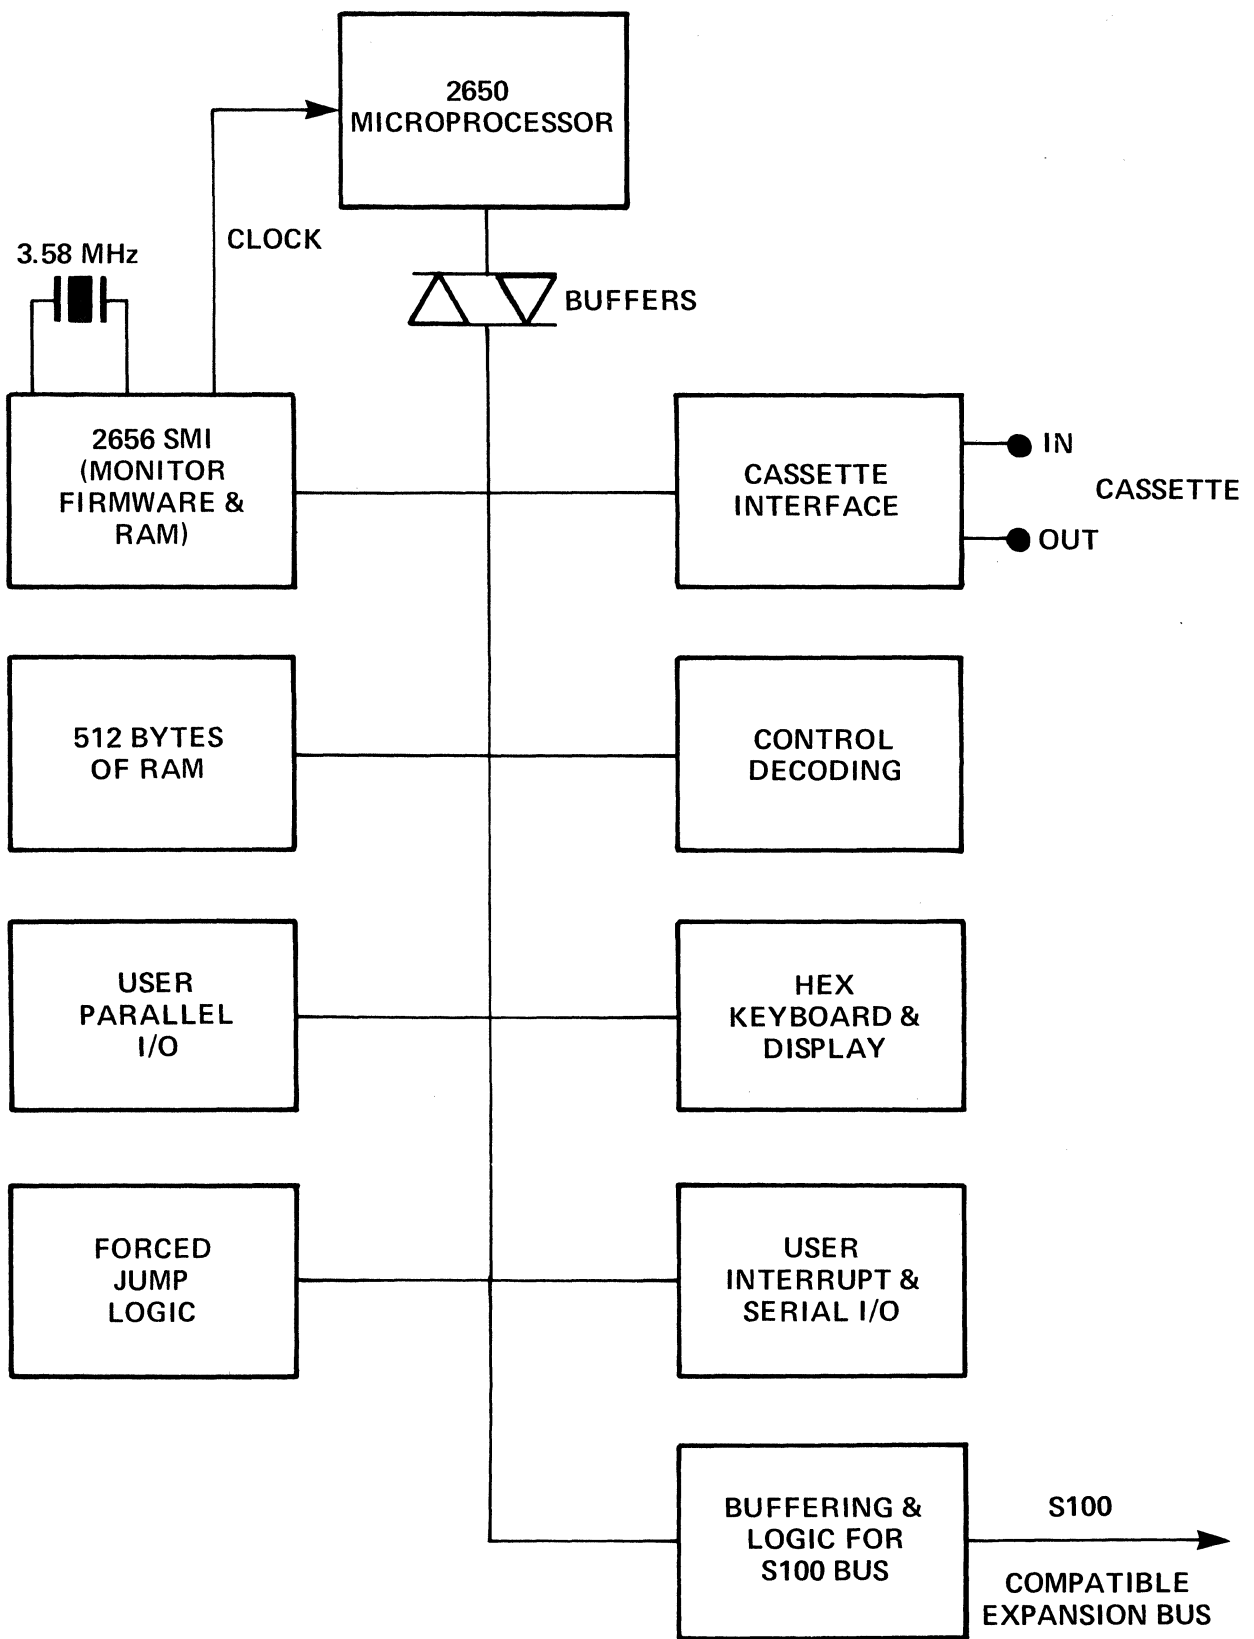 2650
MICROPROCESSOR
CLOCK
3.58 MHz
BUFFERS
2656 SMI
(MONITOR
FIRMWARE &
RAM)
CASSETTE
INTERFACE
IN
CASSETTE
OUT
512 BYTES
OF RAM
CONTROL
DECODING
USER
PARALLEL
I/O
HEX
KEYBOARD &
DISPLAY
FORCED
JUMP
LOGIC
USER
INTERRUPT &
SERIAL I/O
BUFFERING &
LOGIC FOR
S100 BUS
S100
COMPATIBLE
EXPANSION BUS